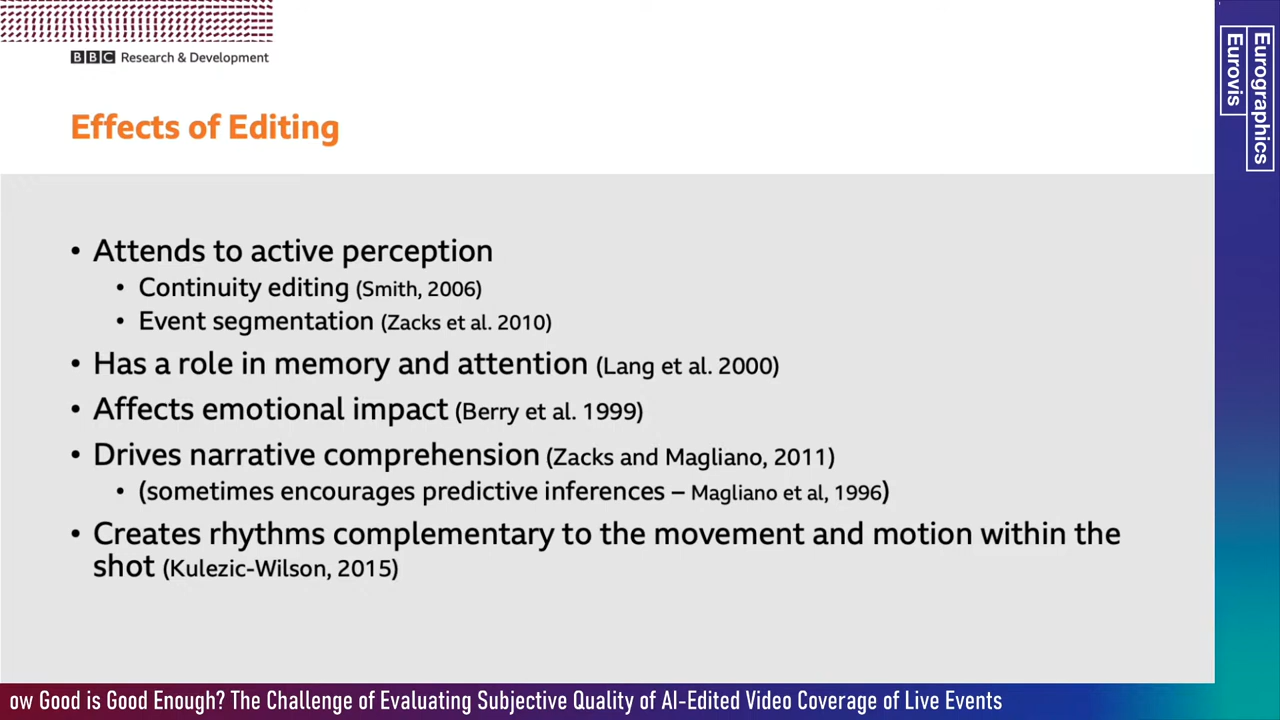 BBC Research & Development
Eurographics
Eurovis
Effects of Editing
• Attends to active perception
• Continuity editing (Smith, 2006)
• Event segmentation (Zacks et al. 2010)
• Has a role in memory and attention (Lang et al. 2000)
• Affects emotional impact (Berry et al. 1999)
• Drives narrative comprehension (Zacks and Magliano, 2011)
• (sometimes encourages predictive inferences – Magliano et al, 1996)
• Creates rhythms complementary to the movement and motion within the
shot (Kulezic-Wilson, 2015)
ow Good is Good Enough? The Challenge of Evaluating Subjective Quality of AI-Edited Video Coverage of Live Events